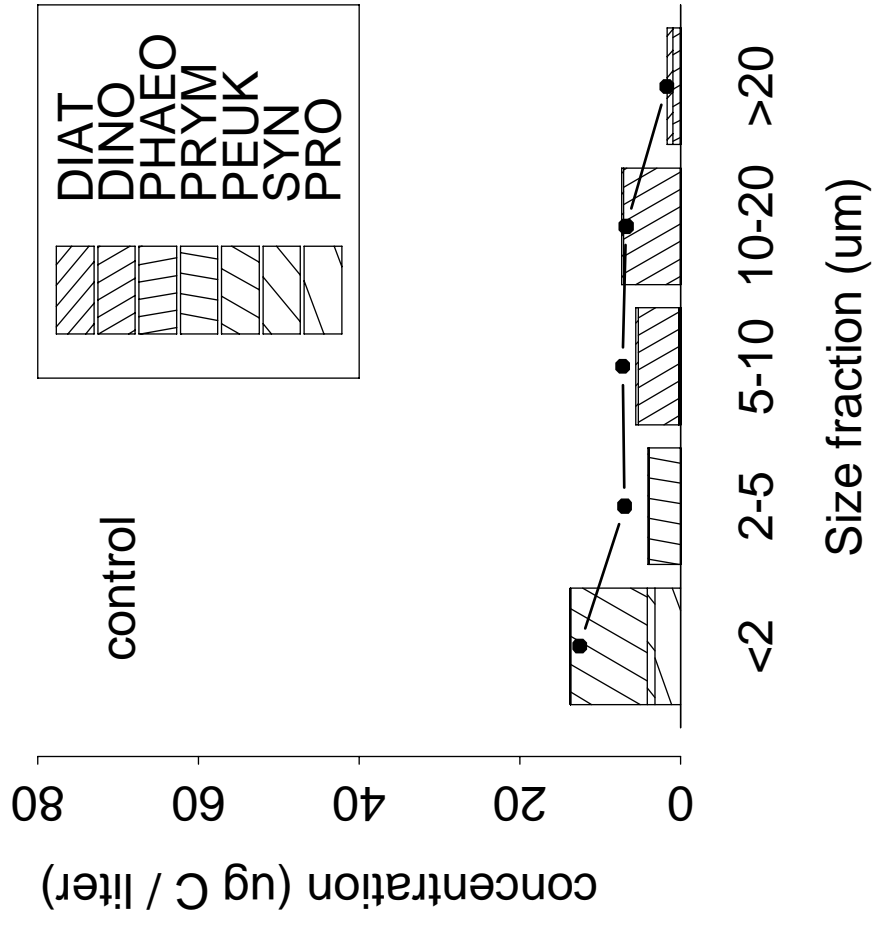 control
DIAT
DINO
PHAEO
PRYM
PEUK
SYN
PRO
80
60
40
20
0
concentration (ug C / liter)
<2
2-5
5-10
10-20
>20
Size fraction (um)